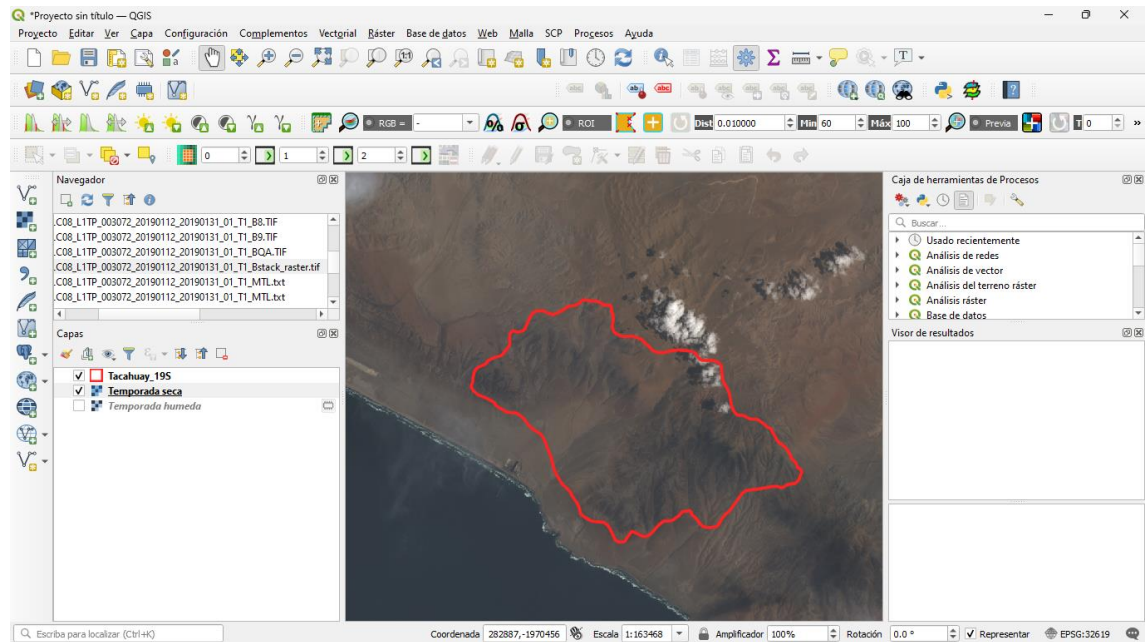 *Proyecto sin título — QGIS
Proyecto Editar Ver Capa Configuración Complementos Vectorial Ráster Base de datos Web Malla SCP Procesos Ayuda
RGB = - ROI Dist 0.010000 Min 60 Máx 100 Previa T 0 »
0 1 2
Navegador
.C08_L1TP_003072_20190112_20190131_01_T1_B8.TIF
.C08_L1TP_003072_20190112_20190131_01_T1_B9.TIF
.C08_L1TP_003072_20190112_20190131_01_T1_BQA.TIF
.C08_L1TP_003072_20190112_20190131_01_T1_Bstack_raster.tif
.C08_L1TP_003072_20190112_20190131_01_T1_MTL.txt
.C08_L1TP_003072_20190112_20190131_01_T1_MTL.txt
Capas
Tacahuay_19S
Temporada seca
Temporada humeda
Caja de herramientas de Procesos
Buscar...
Usado recientemente
Análisis de redes
Análisis de vector
Análisis del terreno ráster
Análisis ráster
Base de datos
Visor de resultados
Escriba para localizar (Ctrl+K)
Coordenada 282887,-1970456 Escala 1:163468 Amplificador 100% Rotación 0.0 ° Representar EPSG:32619